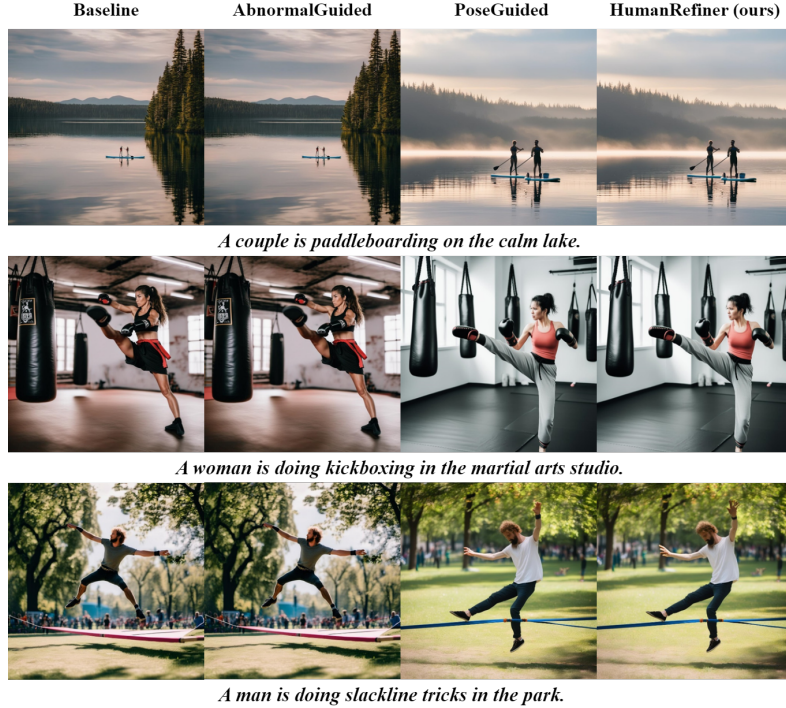 Baseline AbnormalGuided PoseGuided HumanRefiner (ours)
A couple is paddleboarding on the calm lake.
A woman is doing kickboxing in the martial arts studio.
A man is doing slackline tricks in the park.